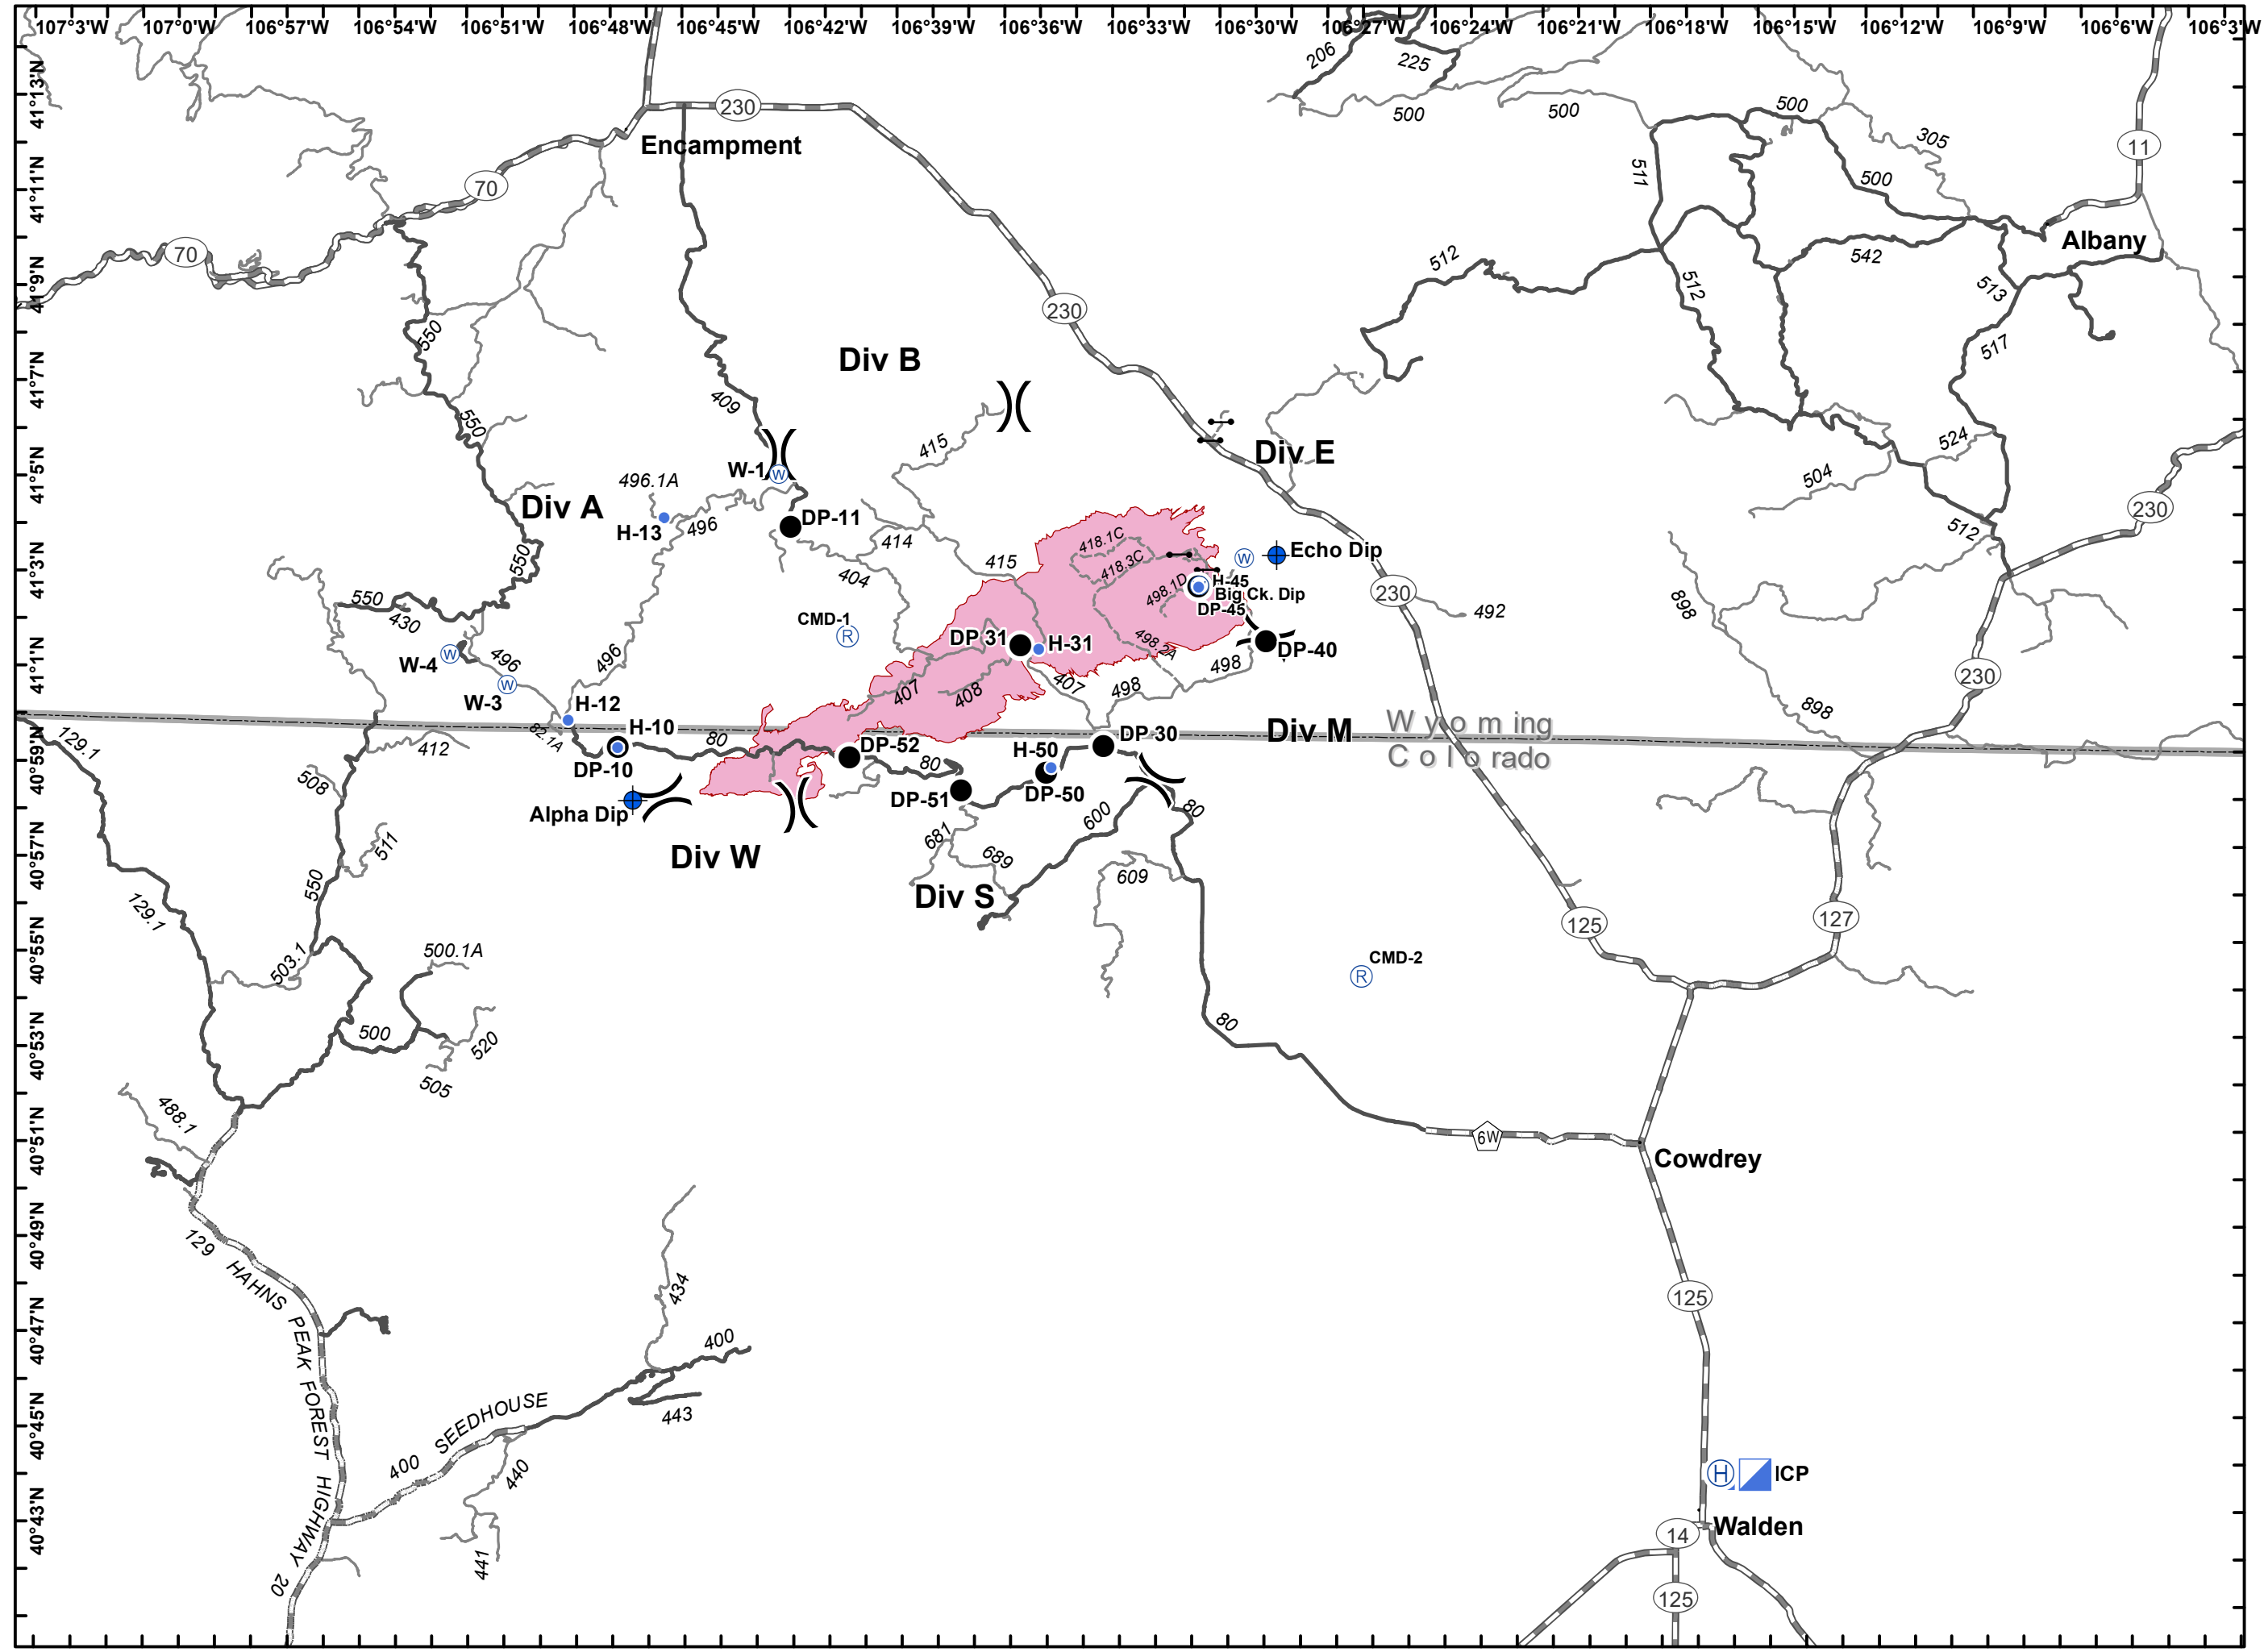 107°3'W 107°0'W 106°57'W 106°54'W 106°51'W 106°48'W 106°45'W 106°42'W 106°39'W 106°36'W 106°33'W 106°30'W 106°27'W 106°24'W 106°21'W 106°18'W 106°15'W 106°12'W 106°9'W 106°6'W 106°3'W
41°13'N
41°11'N
41°9'N
41°7'N
41°5'N
41°3'N
41°1'N
40°59'N
40°57'N
40°55'N
40°53'N
40°51'N
40°49'N
40°47'N
40°45'N
40°43'N
206
225
500
500
500
305
11
230
Encampment
70
70
511
500
Albany
542
512
512
513
517
230
550
550
550
550
430
409
Div B
415
Div E
524
504
512
230
W-1
W
496.1A
Div A
H-13
496
DP-11
414
404
415
418.1C
418.3C
498.1D
W
Echo Dip
H-45
Big Ck. Dip
DP-45
230
492
898
898
230
CMD-1
R
DP 31
H-31
498.2A
DP-40
498
498
407
407
408
W-4
W
496
W-3
W
496
H-12
82.1A
H-10
DP-10
80
DP-52
80
H-50
DP 30
Div M
Wyoming
Colorado
129.1
129.1
412
508
511
550
Alpha Dip
DP-51
DP-50
80
600
681
689
Div W
Div S
609
125
127
503.1
500.1A
500
520
505
CMD-2
R
80
488.1
6W
Cowdrey
129
HAHNS PEAK FOREST HIGHWAY
20
434
400
443
SEEDHOUSE
400
440
441
125
H
ICP
Walden
14
125